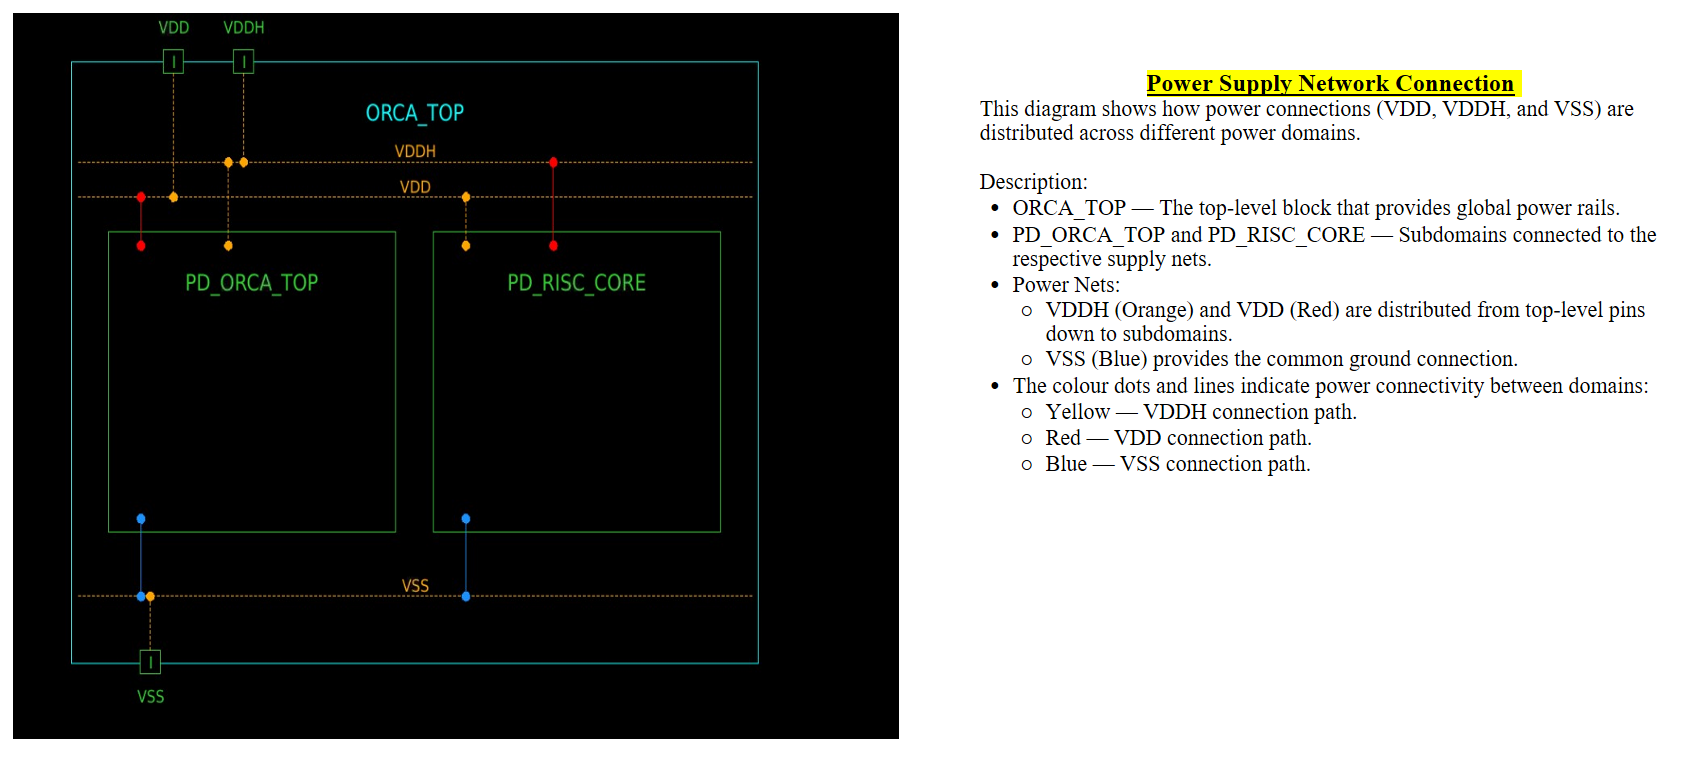 VDD
VDDH
ORCA_TOP
VDDH
VDD
PD_ORCA_TOP
PD_RISC_CORE
VSS
VSS
Power Supply Network Connection
This diagram shows how power connections (VDD, VDDH, and VSS) are
distributed across different power domains.
Description:
• ORCA_TOP — The top-level block that provides global power rails.
• PD_ORCA_TOP and PD_RISC_CORE — Subdomains connected to the
respective supply nets.
• Power Nets:
○ VDDH (Orange) and VDD (Red) are distributed from top-level pins
down to subdomains.
○ VSS (Blue) provides the common ground connection.
• The colour dots and lines indicate power connectivity between domains:
○ Yellow — VDDH connection path.
○ Red — VDD connection path.
○ Blue — VSS connection path.